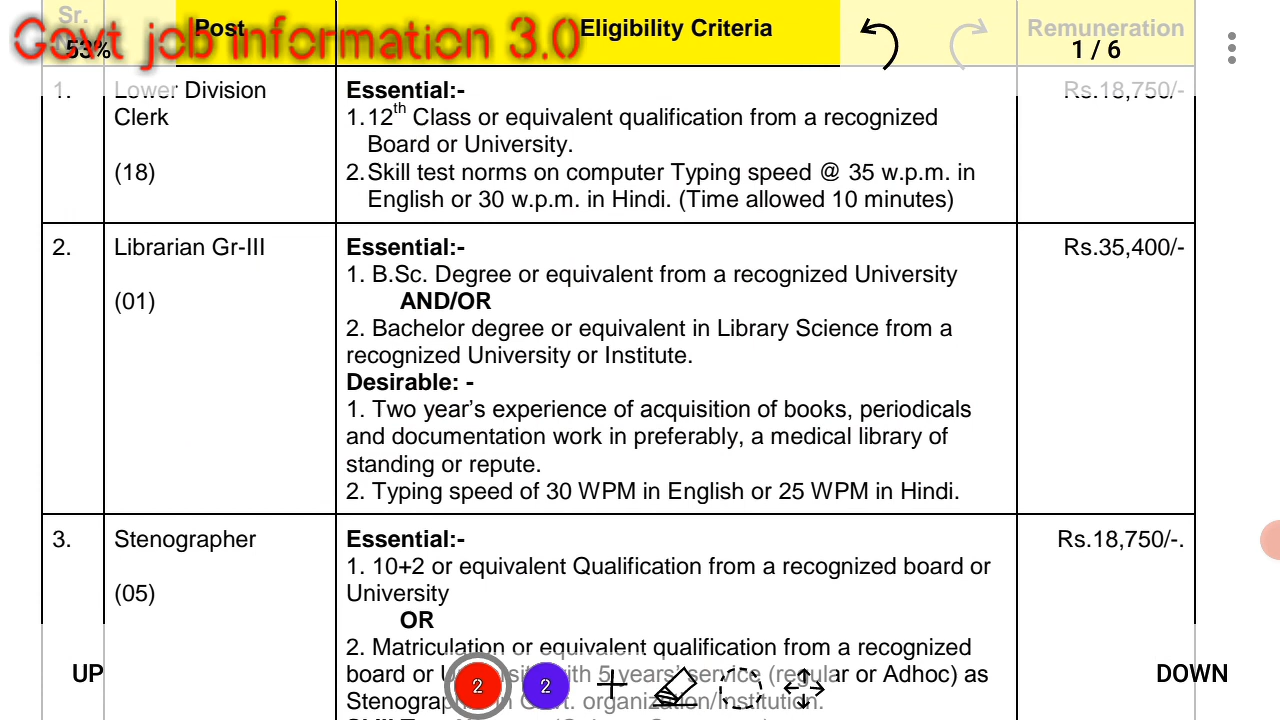 Sr. Post Eligibility Criteria Remuneration
Govt job information 3.0
53%
1 / 6
1. Lower Division Essential:- Rs.18,750/-
Clerk 1.12th Class or equivalent qualification from a recognized
Board or University.
(18) 2.Skill test norms on computer Typing speed @ 35 w.p.m. in
English or 30 w.p.m. in Hindi. (Time allowed 10 minutes)
2. Librarian Gr-III Essential:- Rs.35,400/-
1. B.Sc. Degree or equivalent from a recognized University
(01) AND/OR
2. Bachelor degree or equivalent in Library Science from a
recognized University or Institute.
Desirable: -
1. Two year's experience of acquisition of books, periodicals
and documentation work in preferably, a medical library of
standing or repute.
2. Typing speed of 30 WPM in English or 25 WPM in Hindi.
3. Stenographer Essential:- Rs.18,750/-.
1. 10+2 or equivalent Qualification from a recognized board or
(05) University
OR
2. Matriculation or equivalent qualification from a recognized
board or with 5 years' service (regular or Adhoc) as
organization/Institution.
UP
2
2
DOWN